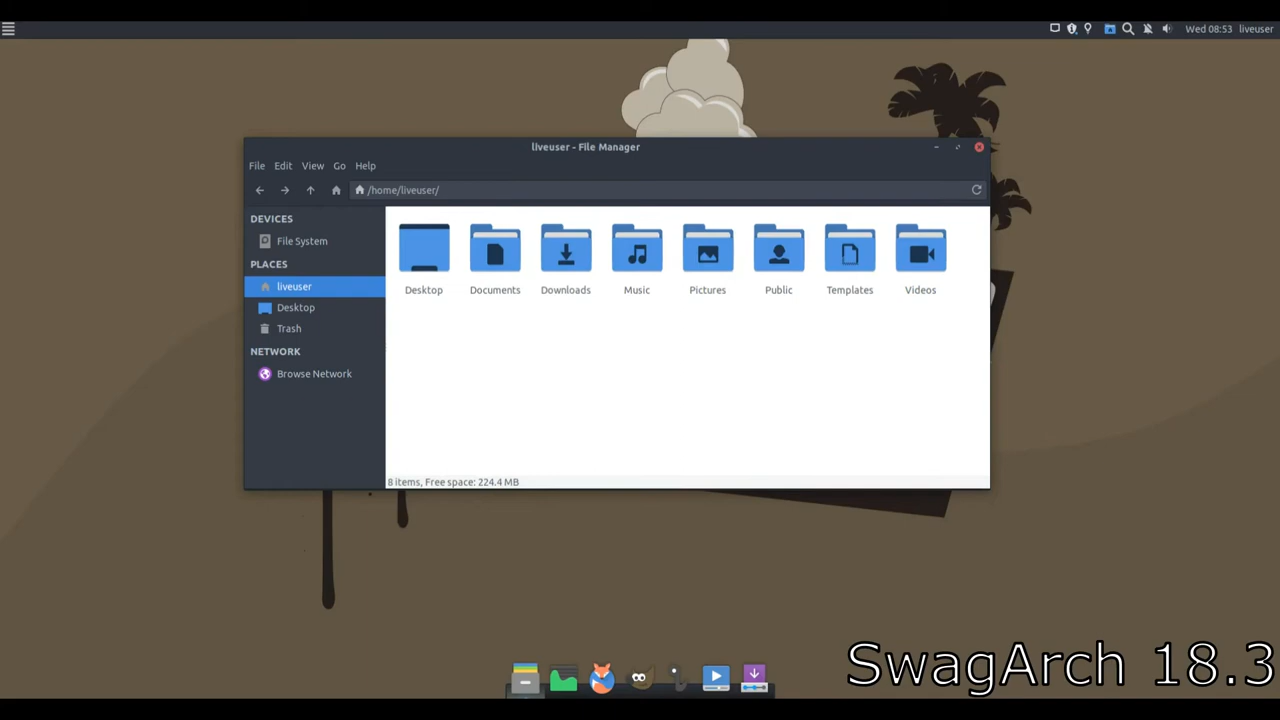 Wed 08:53 liveuser
liveuser - File Manager
File Edit View Go Help
/home/liveuser/
DEVICES
File System
PLACES
liveuser
Desktop
Trash
NETWORK
Browse Network
Desktop Documents Downloads Music Pictures Public Templates Videos
8 items, Free space: 224.4 MB
SwagArch 18.3